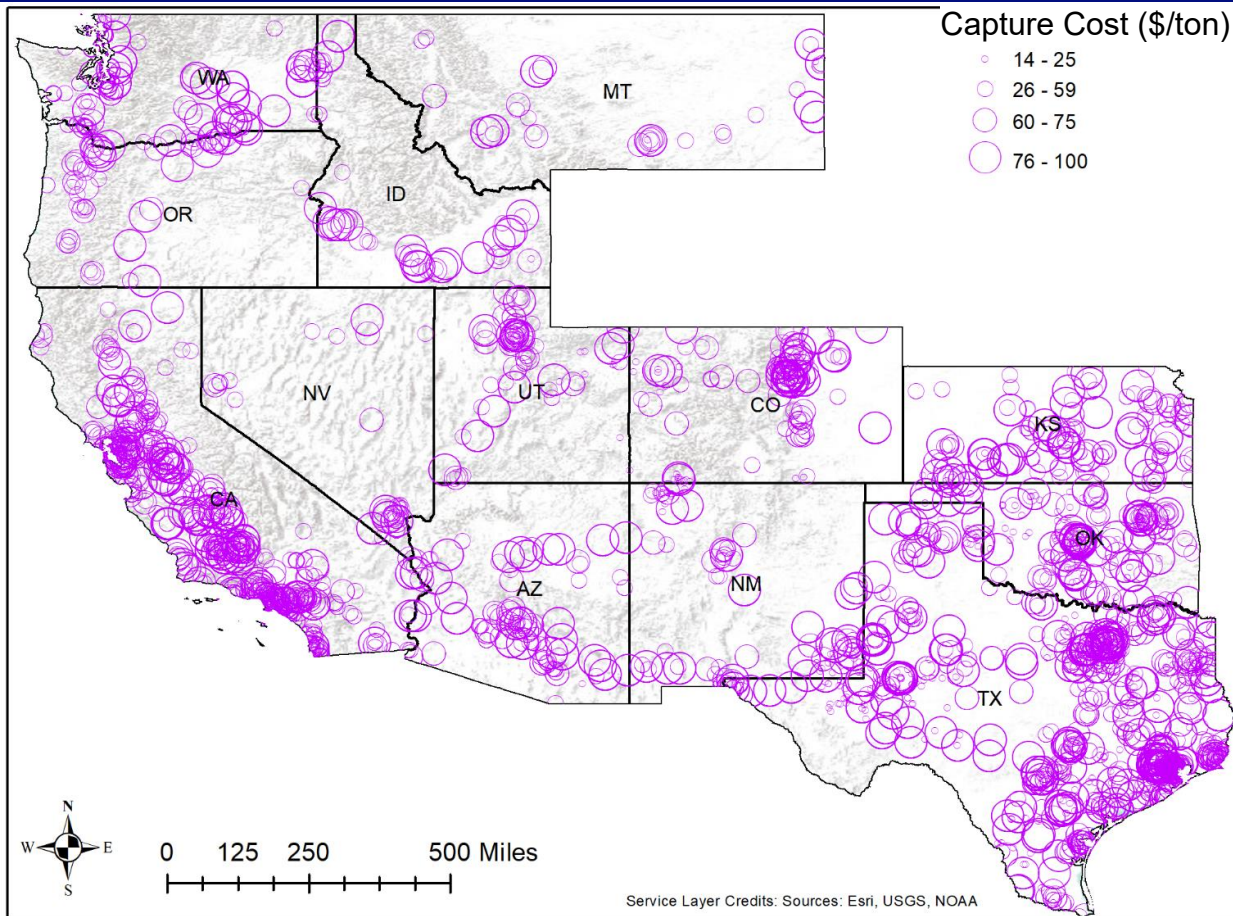 Capture Cost ($/ton)
14 - 25
26 - 59
60 - 75
76 - 100
WA
MT
ID
OR
NV
UT
CO
KS
CA
OK
AZ
NM
TX
N
W E
S
0 125 250 500 Miles
Service Layer Credits: Sources: Esri, USGS, NOAA